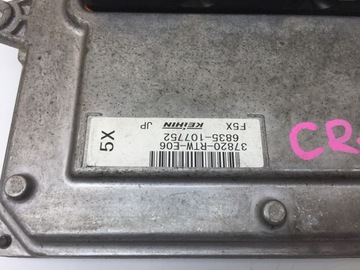 37820-RTW-E06
6835-107752
KEIHIN JP
F5X
5X
CR-